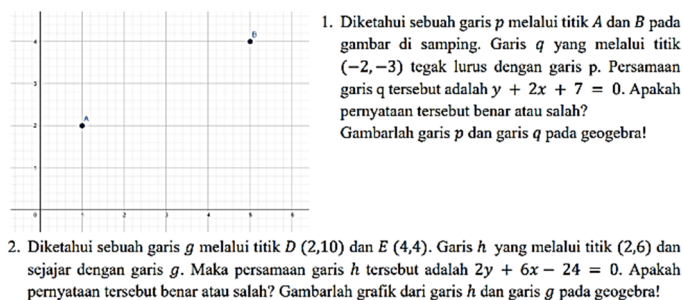 1. Diketahui sebuah garis p melalui titik A dan B pada
gambar di samping. Garis q yang melalui titik
(−2,−3) tegak lurus dengan garis p. Persamaan
garis q tersebut adalah y + 2x + 7 = 0. Apakah
pernyataan tersebut benar atau salah?
Gambarlah garis p dan garis q pada geogebra!
B
4
3
A
2
1
0 1 2 3 4 5 6
2. Diketahui sebuah garis g melalui titik D (2,10) dan E (4,4). Garis h yang melalui titik (2,6) dan
sejajar dengan garis g. Maka persamaan garis h tersebut adalah 2y + 6x − 24 = 0. Apakah
pernyataan tersebut benar atau salah? Gambarlah grafik dari garis h dan garis g pada geogebra!